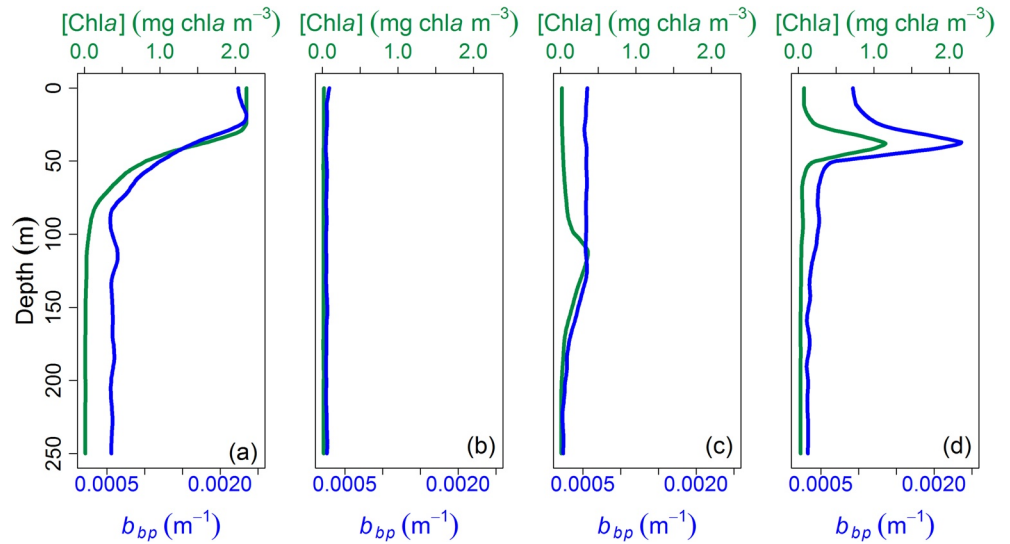 [Chla] (mg chla m⁻³) [Chla] (mg chla m⁻³) [Chla] (mg chla m⁻³) [Chla] (mg chla m⁻³)
0.0 1.0 2.0 0.0 1.0 2.0 0.0 1.0 2.0 0.0 1.0 2.0
0
50
100
150
200
250
Depth (m)
(a) (b) (c) (d)
0.0005 0.0020 0.0005 0.0020 0.0005 0.0020 0.0005 0.0020
b_bp (m⁻¹) b_bp (m⁻¹) b_bp (m⁻¹) b_bp (m⁻¹)